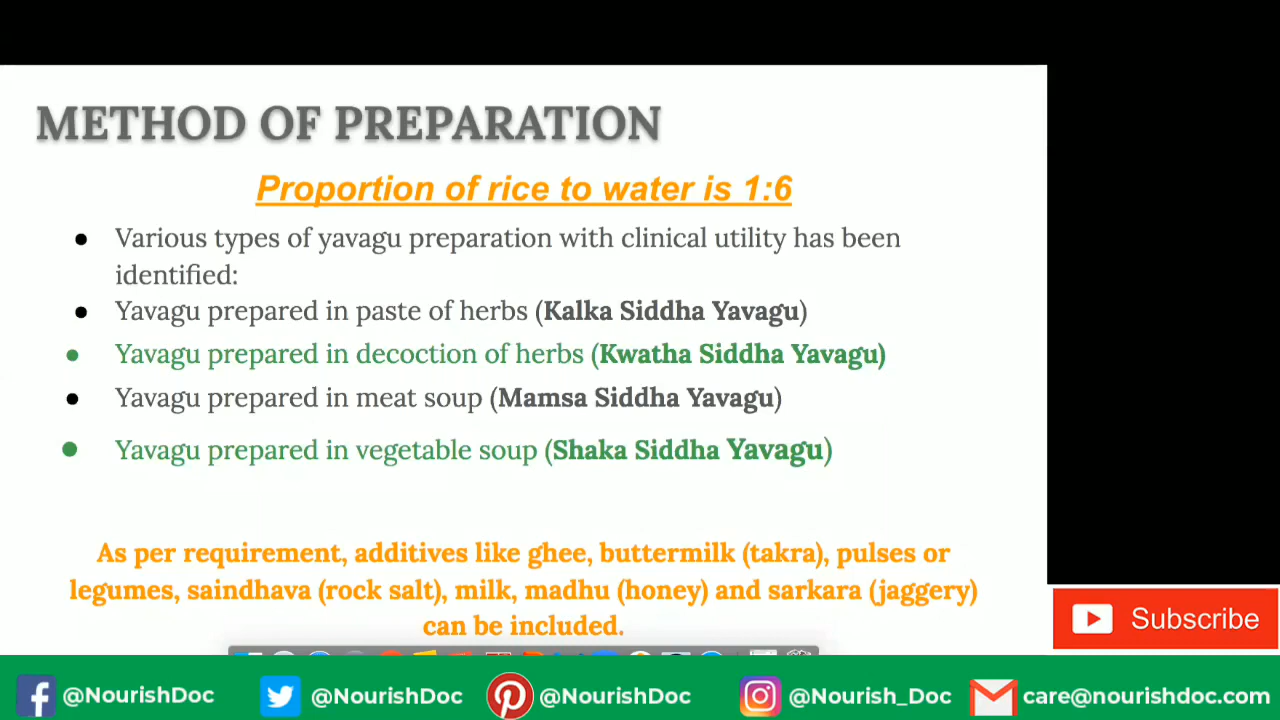 METHOD OF PREPARATION
Proportion of rice to water is 1:6
● Various types of yavagu preparation with clinical utility has been
identified:
● Yavagu prepared in paste of herbs (Kalka Siddha Yavagu)
● Yavagu prepared in decoction of herbs (Kwatha Siddha Yavagu)
● Yavagu prepared in meat soup (Mamsa Siddha Yavagu)
● Yavagu prepared in vegetable soup (Shaka Siddha Yavagu)
As per requirement, additives like ghee, buttermilk (takra), pulses or
legumes, saindhava (rock salt), milk, madhu (honey) and sarkara (jaggery)
can be included.
Subscribe
@NourishDoc @NourishDoc @NourishDoc @Nourish_Doc care@nourishdoc.com